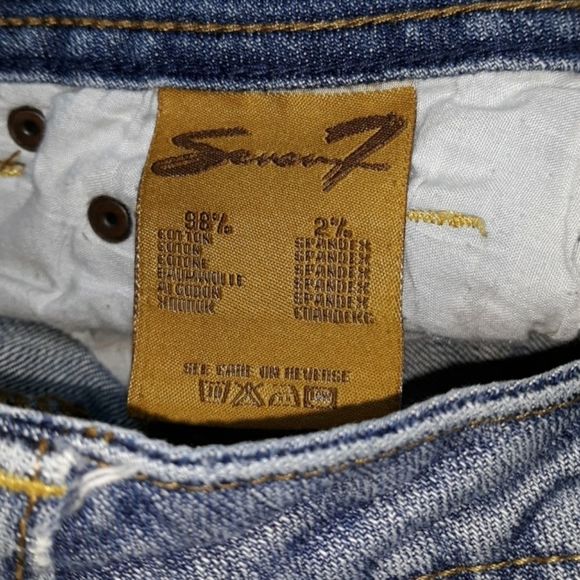 Seven7
98% 2%
COTTON SPANDEX
COTON SPANDEX
COTONE SPANDEX
BAUMWOLLE SPANDEX
ALGODON SPANDEX
SEE CARE ON REVERSE